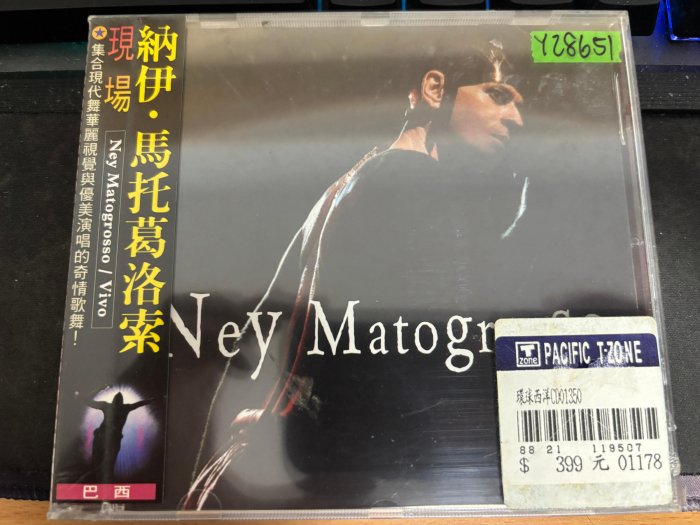 納伊·馬托葛洛索
現場
Ney Matogrosso / Vivo
集合現代舞華麗視覺與優美演唱的奇情歌舞!
巴西
Y28651
Ney Matogrosso
T zone PACIFIC T·ZONE
環球西洋CD01350
88 21 119507
$ 399 元 01178